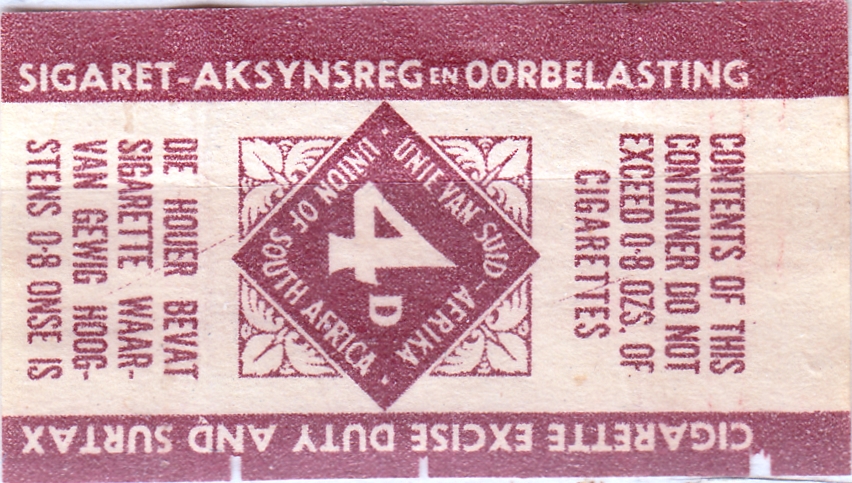 SIGARET-AKSYNSREG EN OORBELASTING
DIE HOUER BEVAT
SIGARETTE WAAR-
VAN GEWIG HOOG-
STENS 0·8 ONSE IS
UNIE VAN SUID-AFRIKA
UNION OF SOUTH AFRICA
4D
CONTENTS OF THIS
CONTAINER DO NOT
EXCEED 0·8 OZS. OF
CIGARETTES
CIGARETTE EXCISE DUTY AND SURTAX